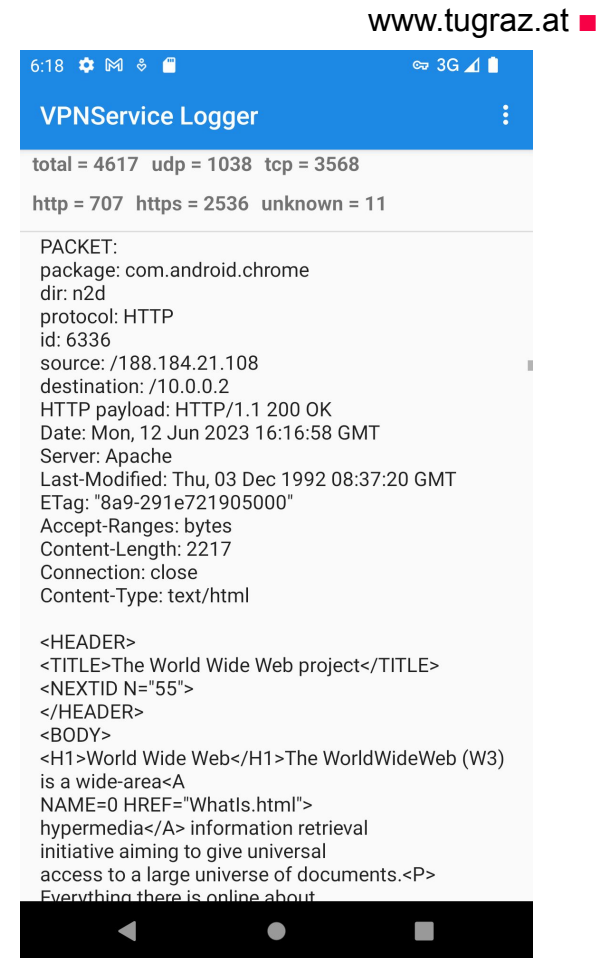 www.tugraz.at
6:18 3G
VPNService Logger
total = 4617 udp = 1038 tcp = 3568
http = 707 https = 2536 unknown = 11
PACKET:
package: com.android.chrome
dir: n2d
protocol: HTTP
id: 6336
source: /188.184.21.108
destination: /10.0.0.2
HTTP payload: HTTP/1.1 200 OK
Date: Mon, 12 Jun 2023 16:16:58 GMT
Server: Apache
Last-Modified: Thu, 03 Dec 1992 08:37:20 GMT
ETag: "8a9-291e721905000"
Accept-Ranges: bytes
Content-Length: 2217
Connection: close
Content-Type: text/html
<HEADER>
<TITLE>The World Wide Web project</TITLE>
<NEXTID N="55">
</HEADER>
<BODY>
<H1>World Wide Web</H1>The WorldWideWeb (W3)
is a wide-area<A
NAME=0 HREF="WhatIs.html">
hypermedia</A> information retrieval
initiative aiming to give universal
access to a large universe of documents.<P>
Everything there is online about